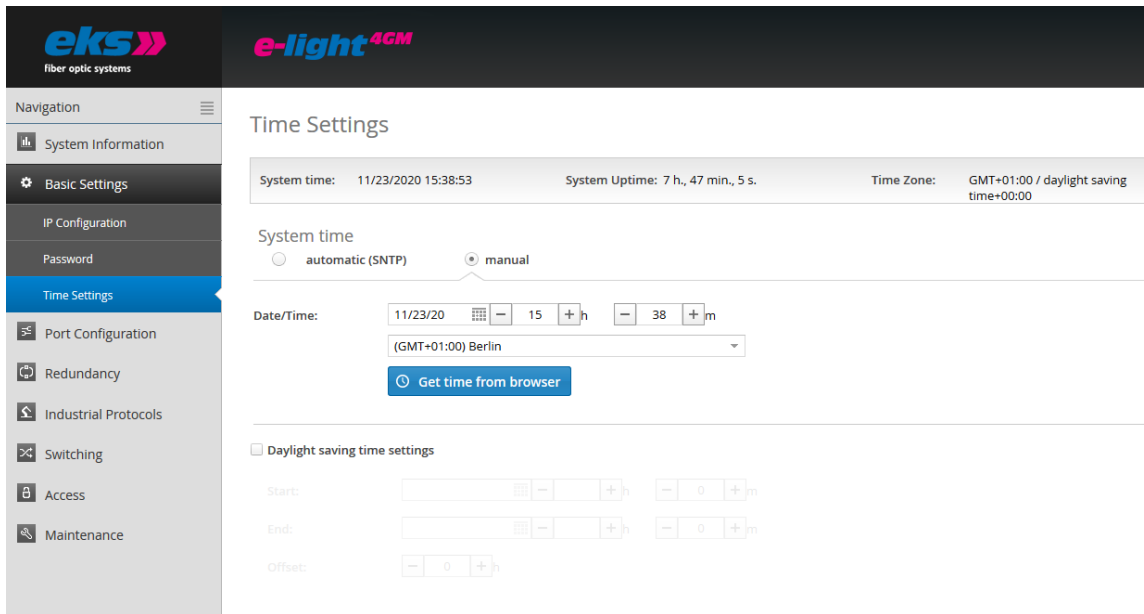 eks
fiber optic systems
e-light 4GM
Navigation
System Information
Basic Settings
IP Configuration
Password
Time Settings
Port Configuration
Redundancy
Industrial Protocols
Switching
Access
Maintenance
Time Settings
System time: 11/23/2020 15:38:53 System Uptime: 7 h., 47 min., 5 s. Time Zone: GMT+01:00 / daylight saving
time+00:00
System time
automatic (SNTP) manual
Date/Time: 11/23/20 − 15 + h − 38 + m
(GMT+01:00) Berlin
Get time from browser
Daylight saving time settings
Start: − + h − 0 + m
End: − + h − 0 + m
Offset: − 0 + h